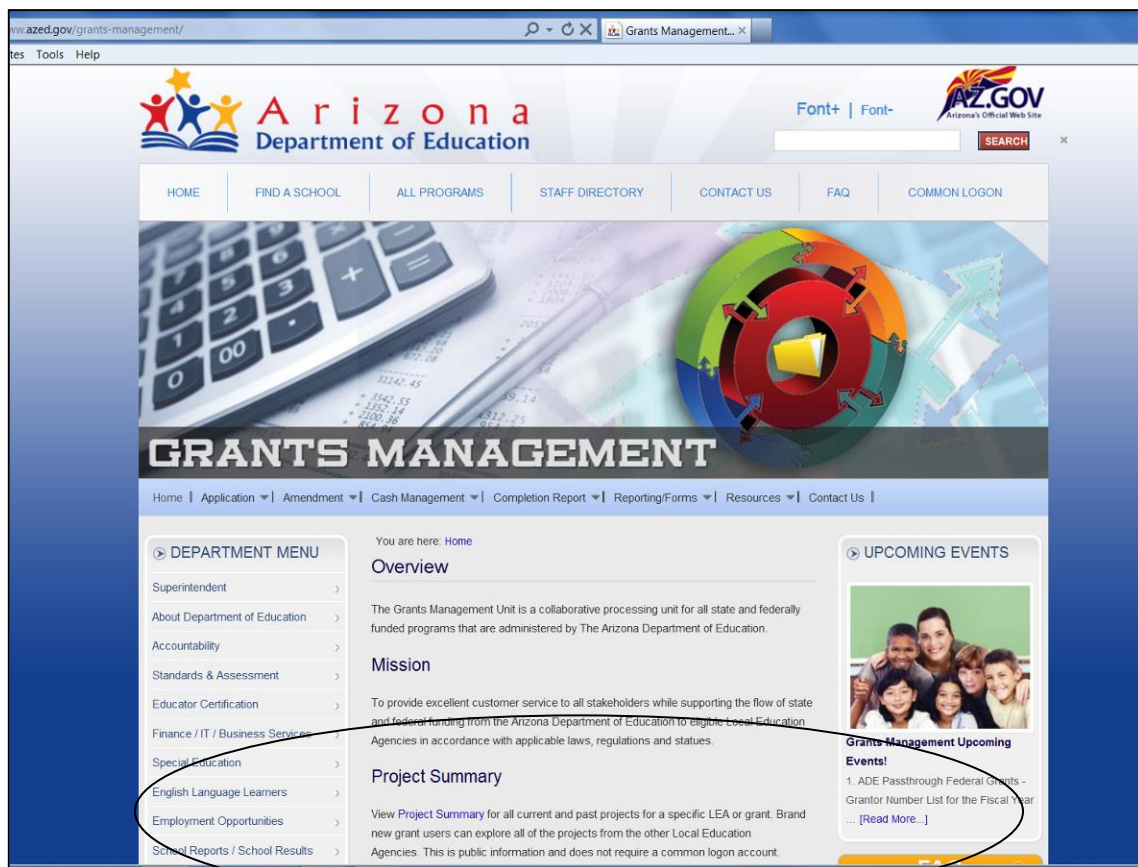 ww.azed.gov/grants-management/
Grants Management...
tes Tools Help
Arizona
Department of Education
Font+ | Font-
AZ.GOV
Arizona's Official Web Site
SEARCH
HOME
FIND A SCHOOL
ALL PROGRAMS
STAFF DIRECTORY
CONTACT US
FAQ
COMMON LOGON
GRANTS MANAGEMENT
Home | Application | Amendment | Cash Management | Completion Report | Reporting/Forms | Resources | Contact Us |
DEPARTMENT MENU
Superintendent
About Department of Education
Accountability
Standards & Assessment
Educator Certification
Finance / IT / Business Services
Special Education
English Language Learners
Employment Opportunities
School Reports / School Results
You are here: Home
Overview
The Grants Management Unit is a collaborative processing unit for all state and federally
funded programs that are administered by The Arizona Department of Education.
Mission
To provide excellent customer service to all stakeholders while supporting the flow of state
and federal funding from the Arizona Department of Education to eligible Local Education
Agencies in accordance with applicable laws, regulations and statues.
Project Summary
View Project Summary for all current and past projects for a specific LEA or grant. Brand
new grant users can explore all of the projects from the other Local Education
Agencies. This is public information and does not require a common logon account.
UPCOMING EVENTS
Grants Management Upcoming
Events!
1. ADE Passthrough Federal Grants -
Grantor Number List for the Fiscal Year
... [Read More...]
FAQ